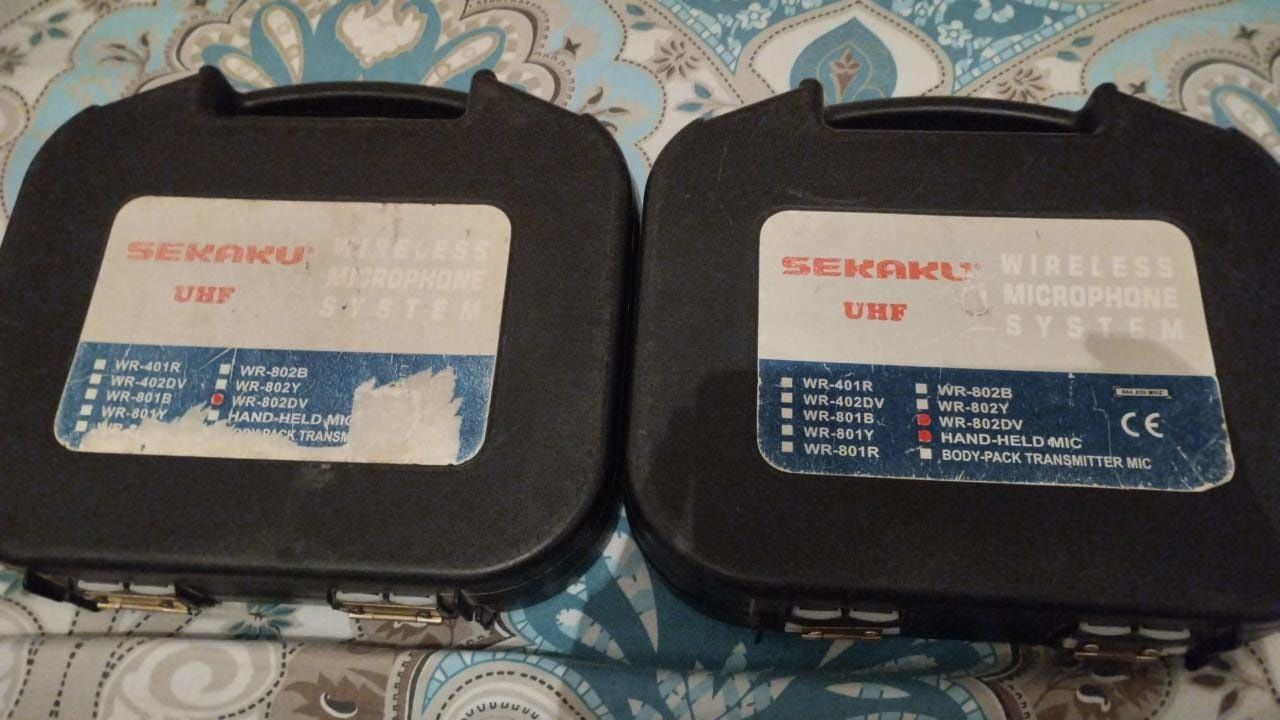 SEKAKU
UHF
WIRELESS
MICROPHONE
SYSTEM
WR-401R
WR-402DV
WR-801B
WR-801Y
WR-802B
WR-802Y
WR-802DV
HAND-HELD MIC
BODY-PACK TRANSM
SEKAKU
UHF
WIRELESS
MICROPHONE
SYSTEM
WR-401R
WR-402DV
WR-801B
WR-801Y
WR-801R
WR-802B
WR-802Y
WR-802DV
HAND-HELD MIC
BODY-PACK TRANSMITTER MIC
CE